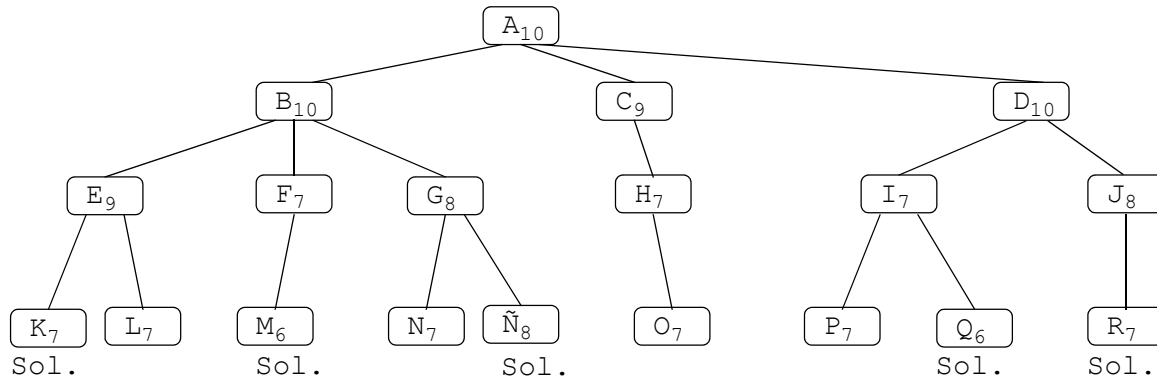 A₁₀
B₁₀ C₉ D₁₀
E₉ F₇ G₈ H₇ I₇ J₈
K₇ L₇ M₆ N₇ Ñ₈ O₇ P₇ Q₆ R₇
Sol. Sol. Sol. Sol. Sol.